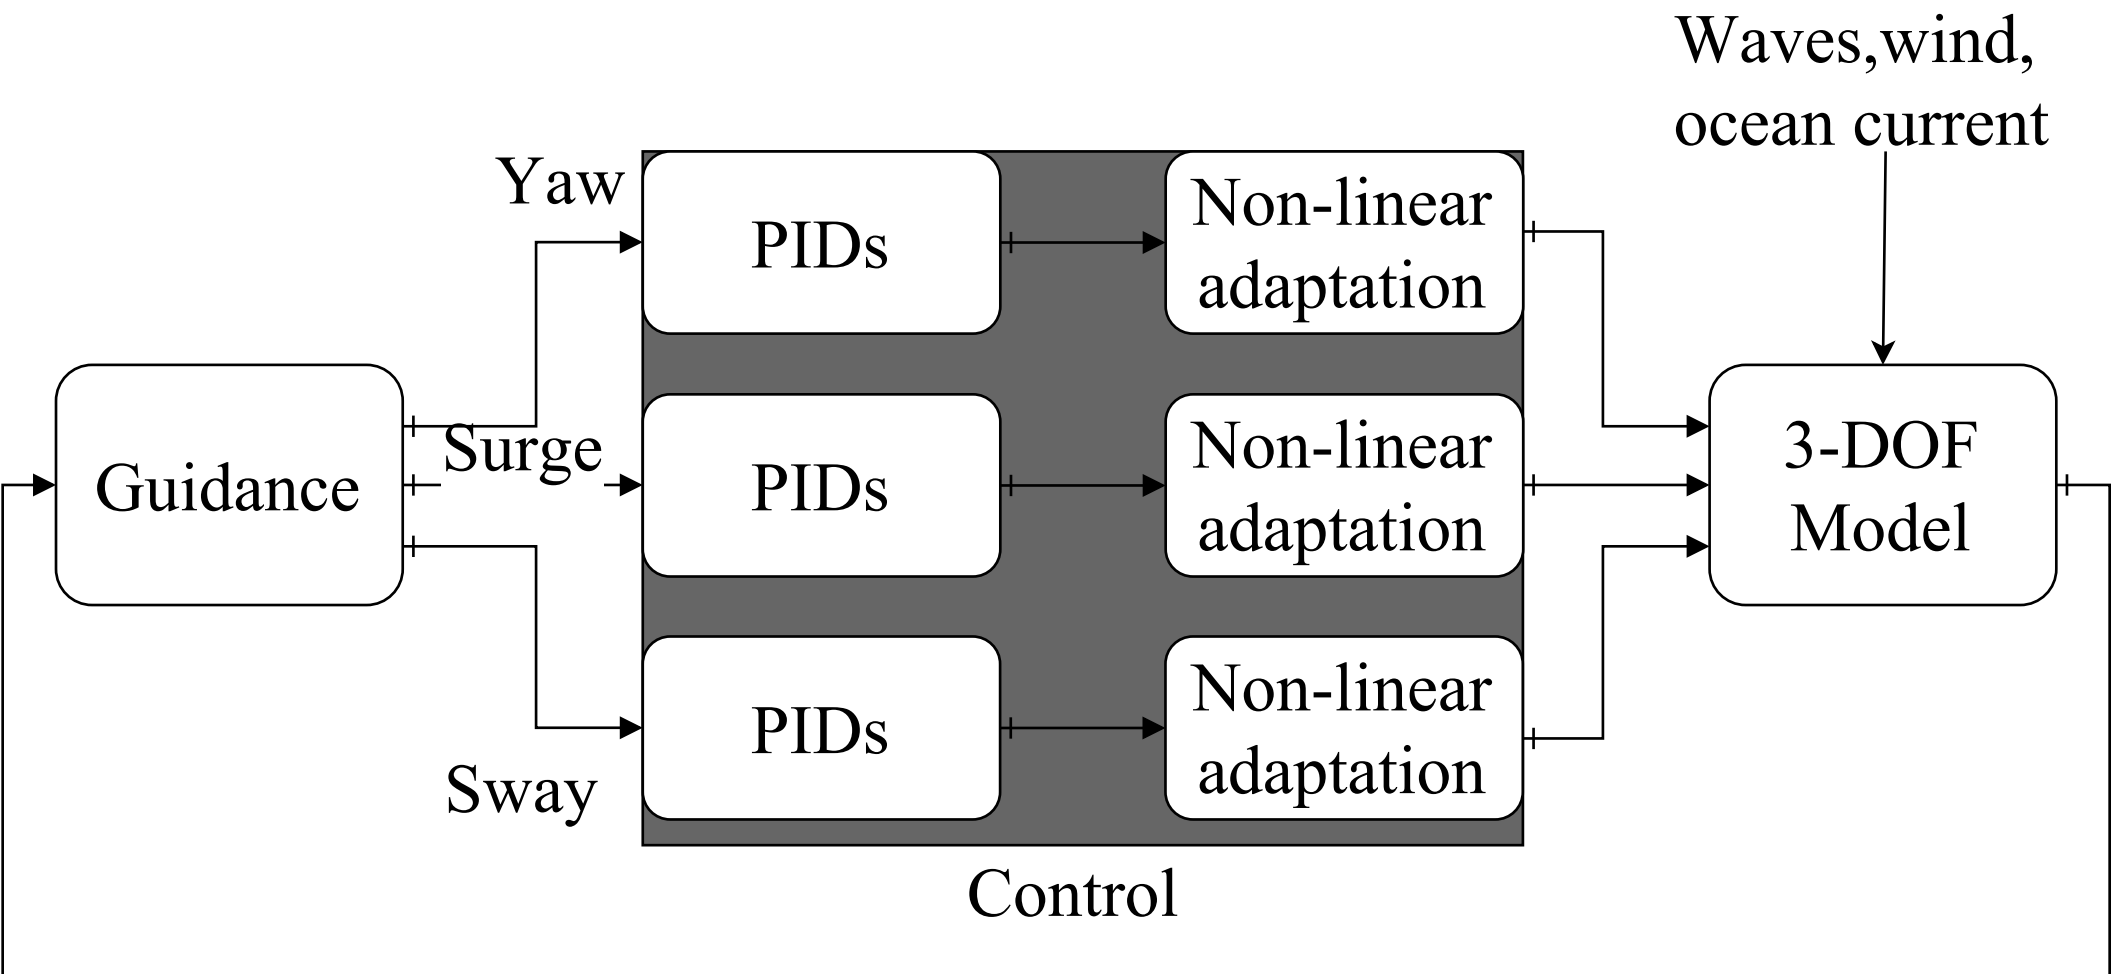 Waves,wind,
ocean current
Yaw
PIDs
Non-linear
adaptation
Guidance
Surge
PIDs
Non-linear
adaptation
3-DOF
Model
Sway
PIDs
Non-linear
adaptation
Control